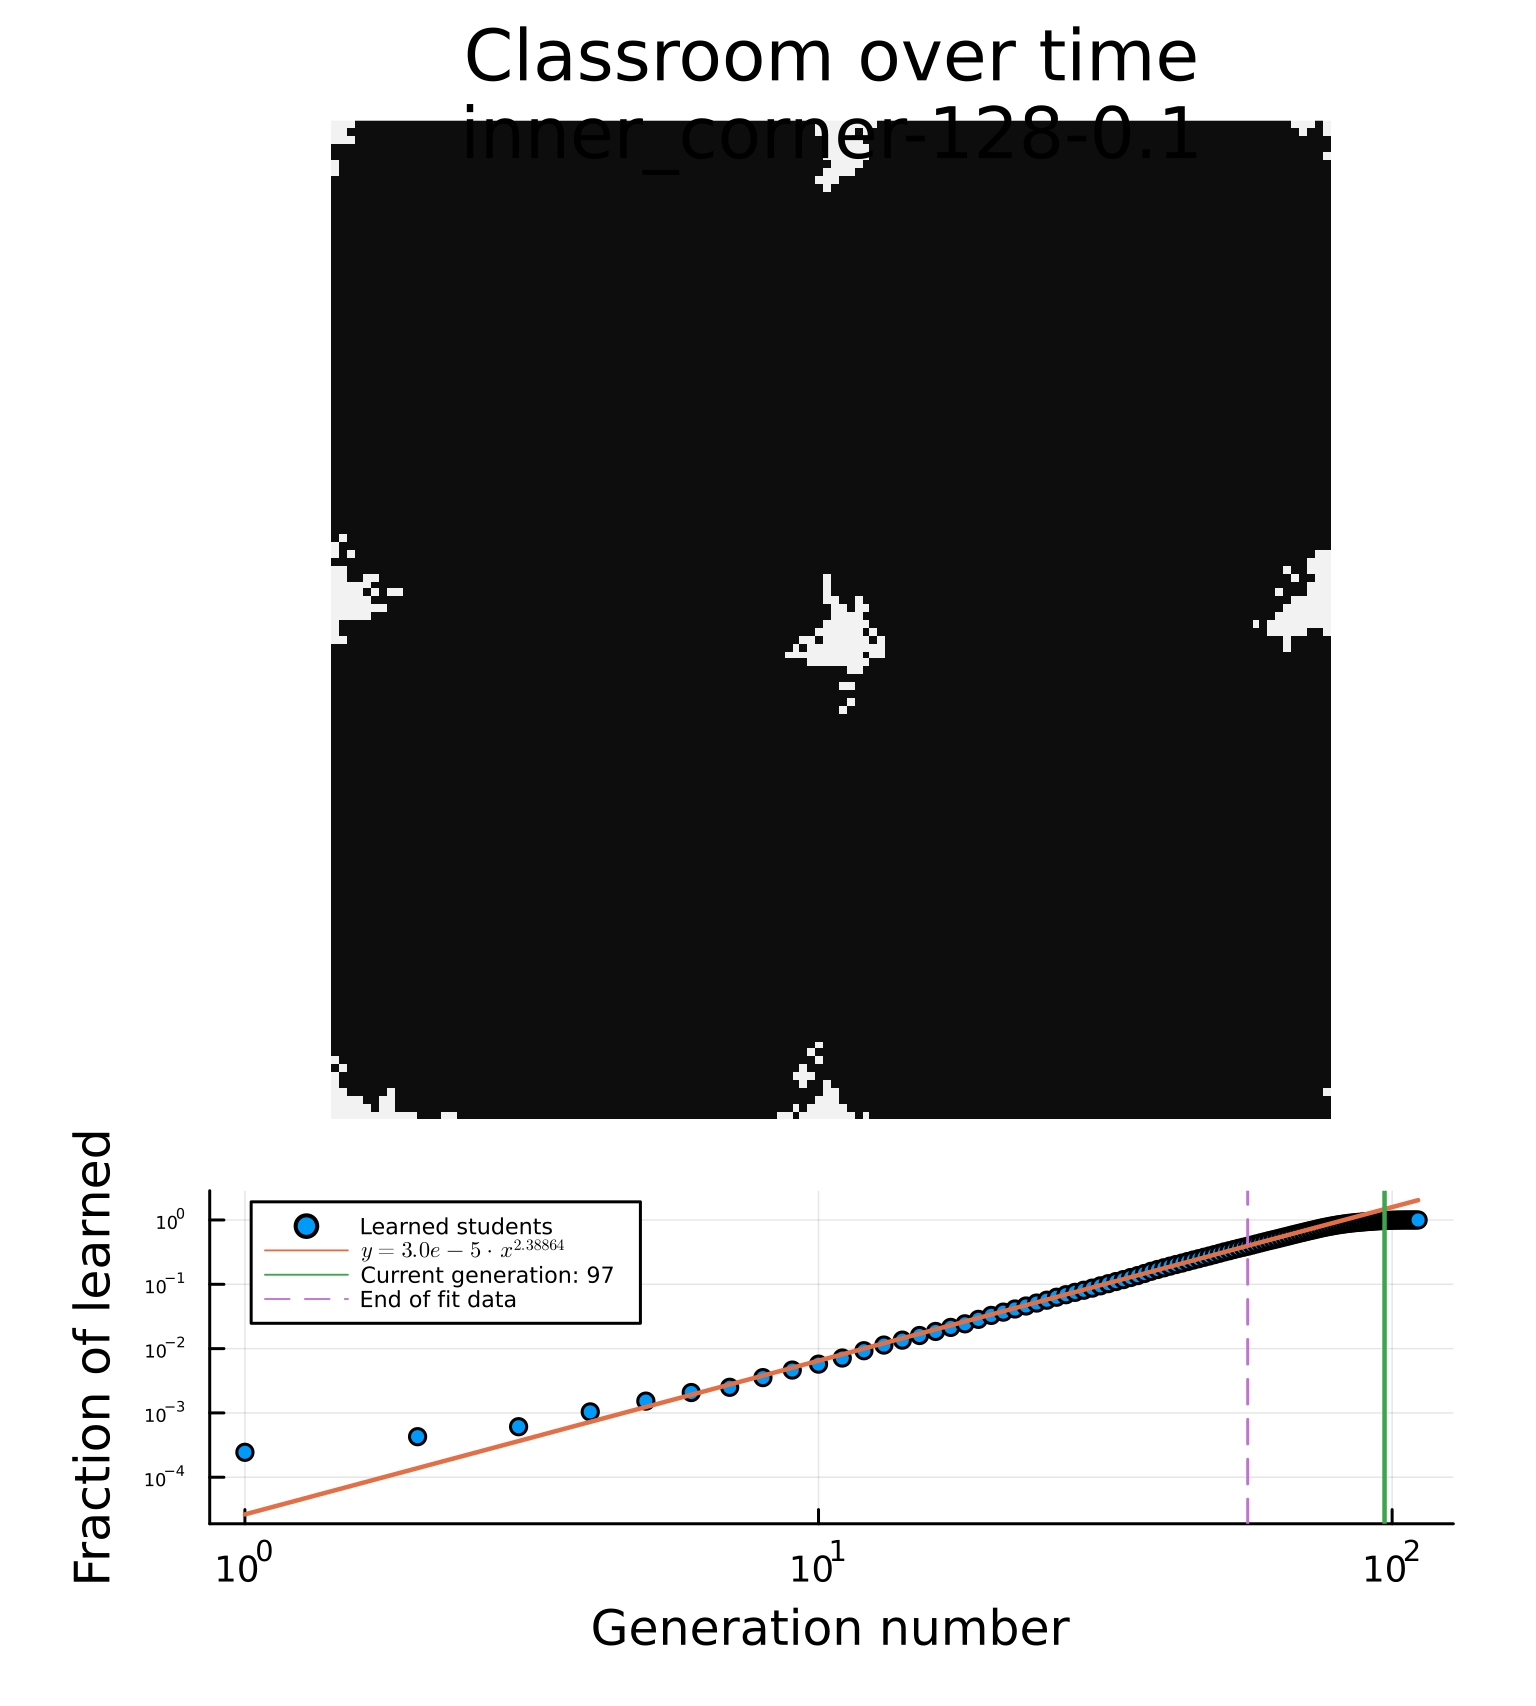 Classroom over time
inner_corner-128-0.1
Fraction of learned
10^0
10^-1
10^-2
10^-3
10^-4
Learned students
y = 3.0e − 5 · x^2.38864
Current generation: 97
End of fit data
10^0 10^1 10^2
Generation number